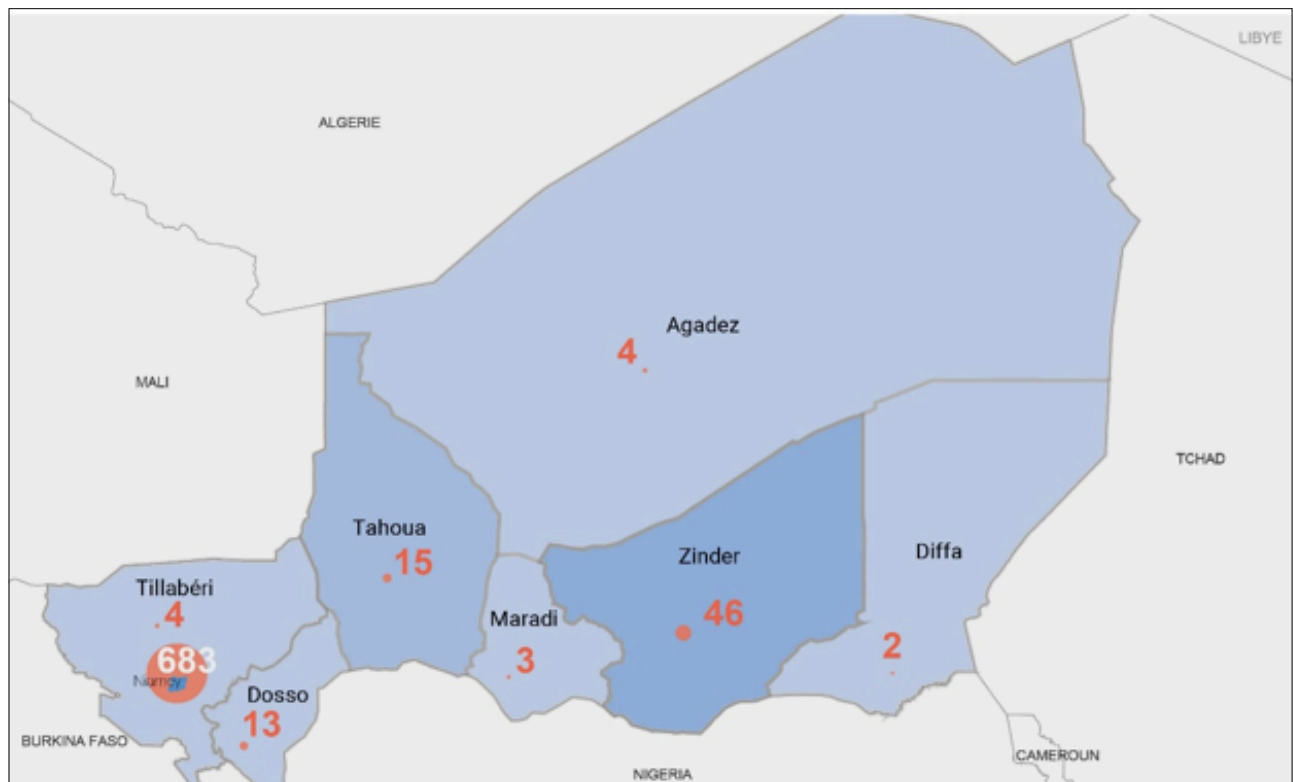 LIBYE
ALGERIE
Agadez
4
MALI
TCHAD
Tahoua
15
Zinder
46
Diffa
2
Tillabéri
4
683
Niamey
Maradi
3
Dosso
13
BURKINA FASO
CAMEROUN
NIGERIA